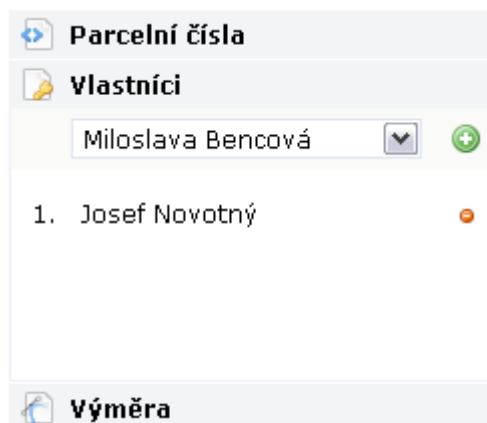 Parcelní čísla
Vlastníci
Miloslava Bencová
1. Josef Novotný
Výměra